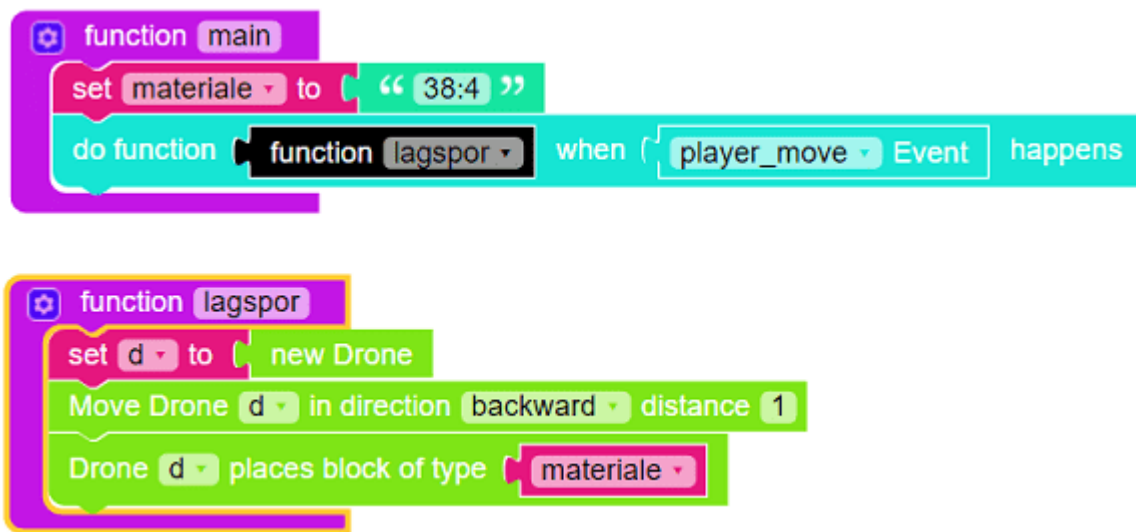 function main
set materiale to “ 38:4 ”
do function function lagspor when player_move Event happens
function lagspor
set d to new Drone
Move Drone d in direction backward distance 1
Drone d places block of type materiale